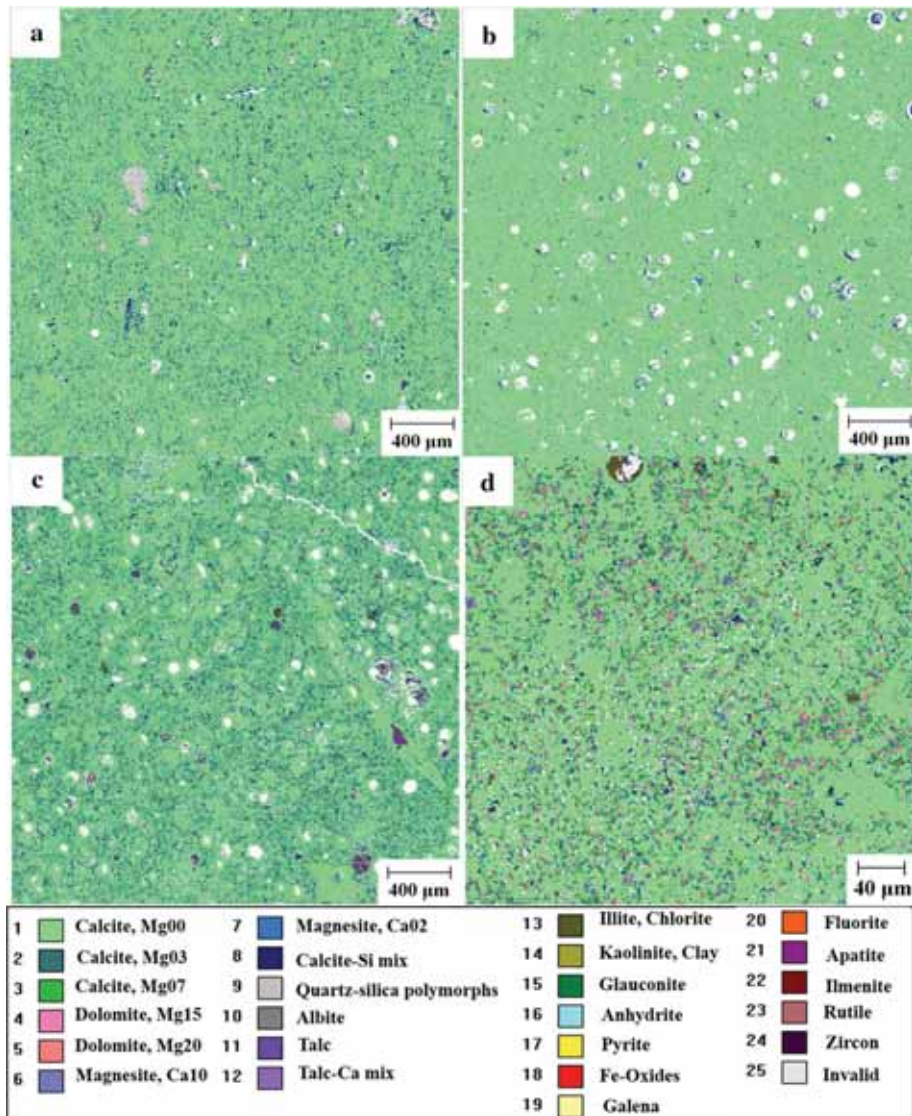 a
b
400 µm
400 µm
c
d
400 µm
40 µm
1 Calcite, Mg00
2 Calcite, Mg03
3 Calcite, Mg07
4 Dolomite, Mg15
5 Dolomite, Mg20
6 Magnesite, Ca10
7 Magnesite, Ca02
8 Calcite-Si mix
9 Quartz-silica polymorphs
10 Albite
11 Talc
12 Talc-Ca mix
13 Illite, Chlorite
14 Kaolinite, Clay
15 Glauconite
16 Anhydrite
17 Pyrite
18 Fe-Oxides
19 Galena
20 Fluorite
21 Apatite
22 Ilmenite
23 Rutile
24 Zircon
25 Invalid